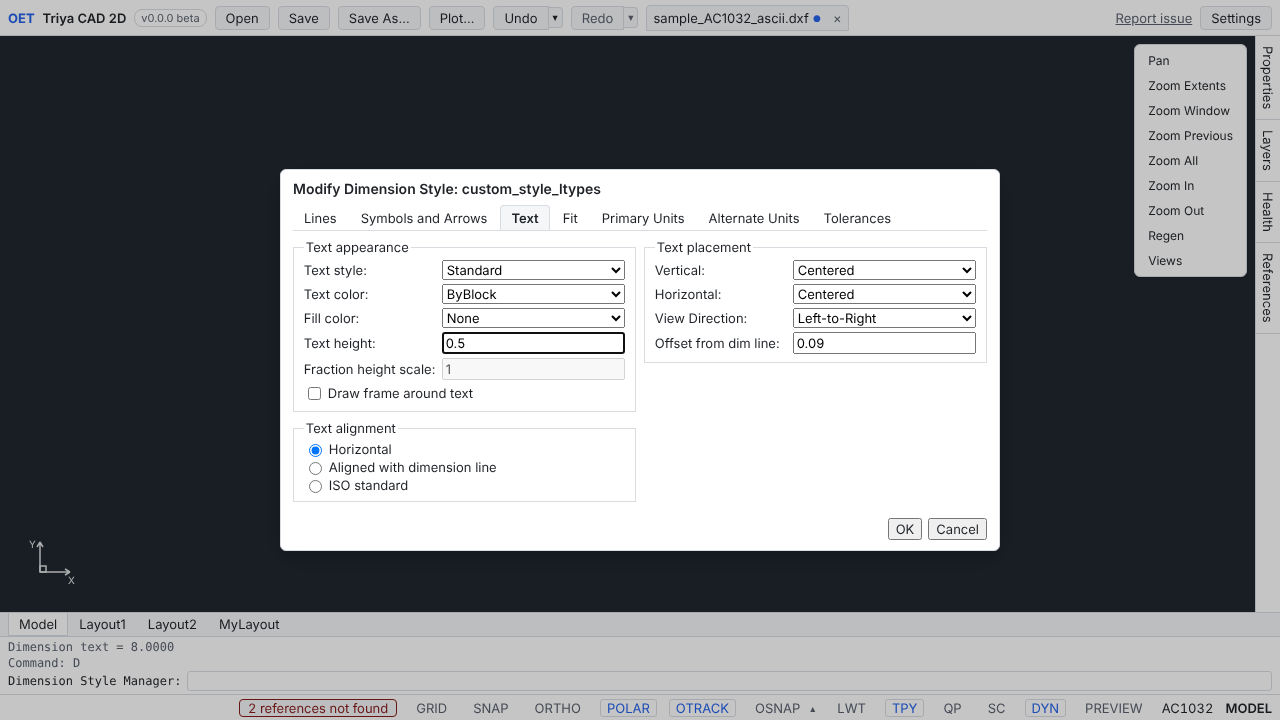 OET Triya CAD 2D v0.0.0 beta Open Save Save As... Plot... Undo ▾ Redo ▾ sample_AC1032_ascii.dxf ● × Report issue Settings
Pan
Zoom Extents
Zoom Window
Zoom Previous
Zoom All
Zoom In
Zoom Out
Regen
Views
Properties
Layers
Health
References
Modify Dimension Style: custom_style_ltypes
Lines Symbols and Arrows Text Fit Primary Units Alternate Units Tolerances
Text appearance
Text style: Standard
Text color: ByBlock
Fill color: None
Text height: 0.5
Fraction height scale: 1
Draw frame around text
Text alignment
Horizontal
Aligned with dimension line
ISO standard
Text placement
Vertical: Centered
Horizontal: Centered
View Direction: Left-to-Right
Offset from dim line: 0.09
OK Cancel
Y
X
Model Layout1 Layout2 MyLayout
Dimension text = 8.0000
Command: D
Dimension Style Manager:
2 references not found GRID SNAP ORTHO POLAR OTRACK OSNAP ▲ LWT TPY QP SC DYN PREVIEW AC1032 MODEL